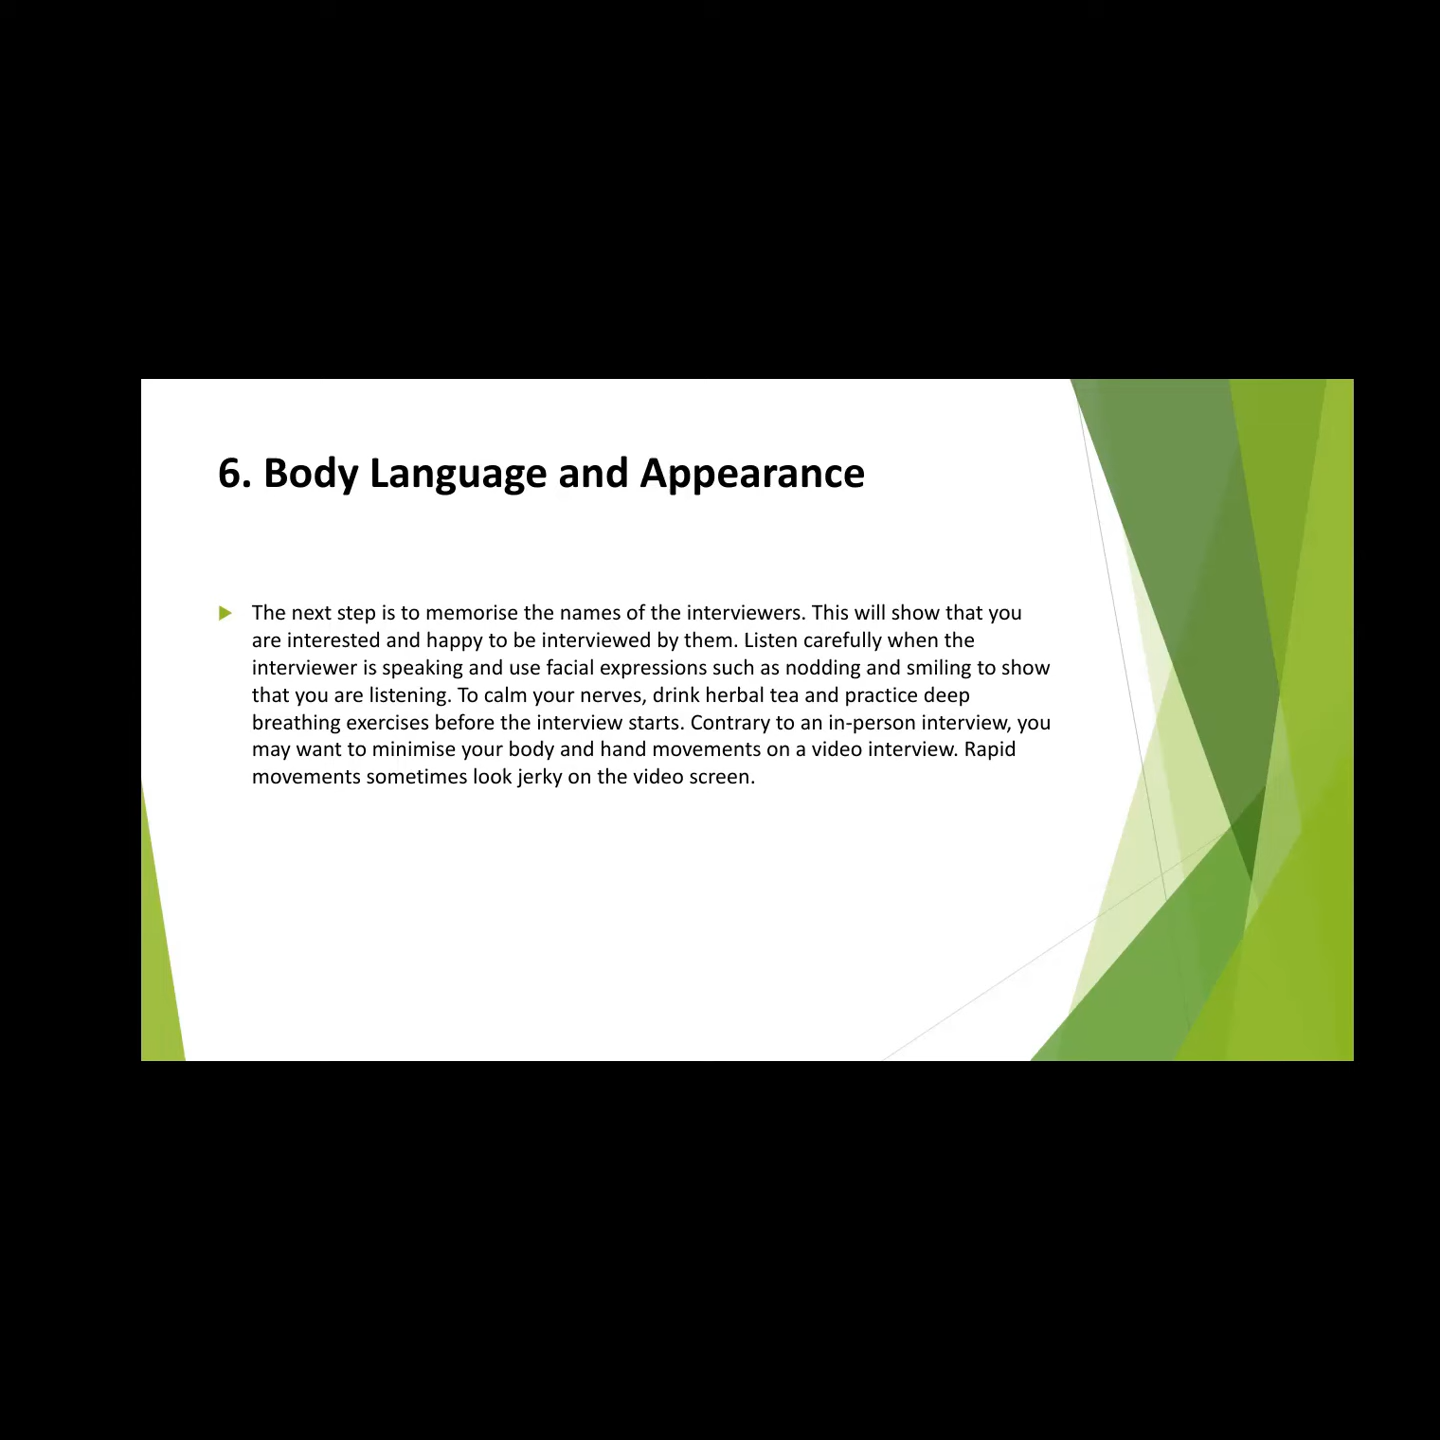 6. Body Language and Appearance
The next step is to memorise the names of the interviewers. This will show that you
are interested and happy to be interviewed by them. Listen carefully when the
interviewer is speaking and use facial expressions such as nodding and smiling to show
that you are listening. To calm your nerves, drink herbal tea and practice deep
breathing exercises before the interview starts. Contrary to an in-person interview, you
may want to minimise your body and hand movements on a video interview. Rapid
movements sometimes look jerky on the video screen.